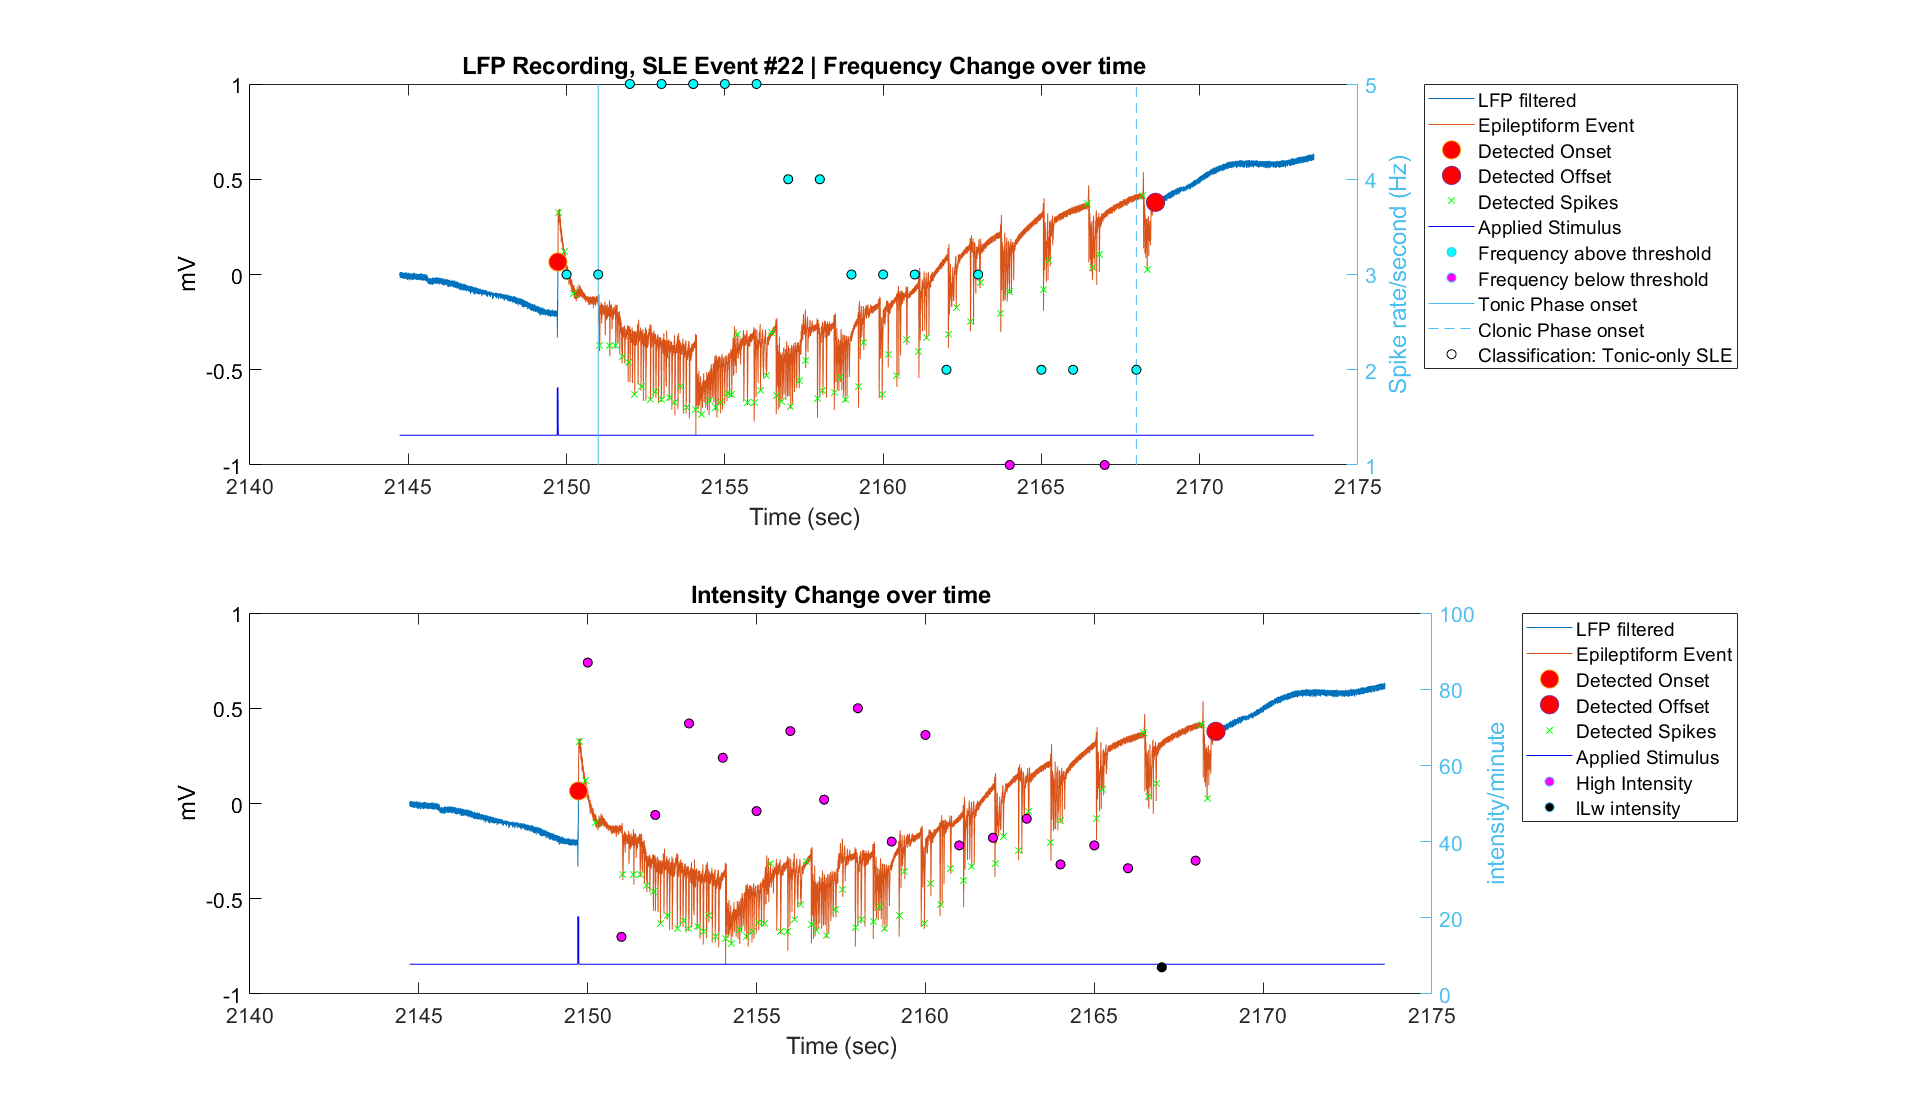 LFP Recording, SLE Event #22 | Frequency Change over time
1
0.5
0
-0.5
-1
mV
5
4
3
2
1
Spike rate/second (Hz)
2140 2145 2150 2155 2160 2165 2170 2175
Time (sec)
LFP filtered
Epileptiform Event
Detected Onset
Detected Offset
Detected Spikes
Applied Stimulus
Frequency above threshold
Frequency below threshold
Tonic Phase onset
Clonic Phase onset
Classification: Tonic-only SLE
Intensity Change over time
1
0.5
0
-0.5
-1
mV
100
80
60
40
20
0
intensity/minute
2140 2145 2150 2155 2160 2165 2170 2175
Time (sec)
LFP filtered
Epileptiform Event
Detected Onset
Detected Offset
Detected Spikes
Applied Stimulus
High Intensity
lLw intensity